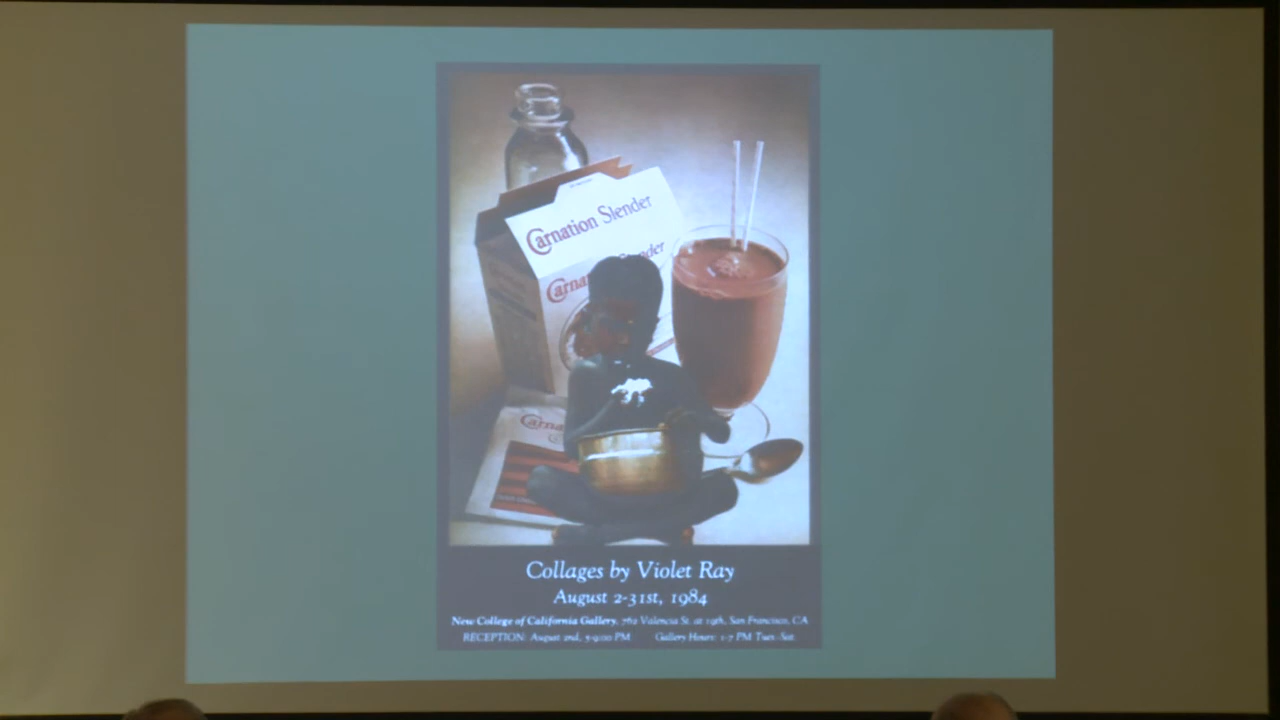 Carnation Slender
Carna nder
Carna
Collages by Violet Ray
August 2-31st, 1984
New College of California Gallery, 762 Valencia St. at 19th, San Francisco, CA
RECEPTION: August 2nd, 5-9:00 PM Gallery Hours: 1-7 PM Tues.-Sat.